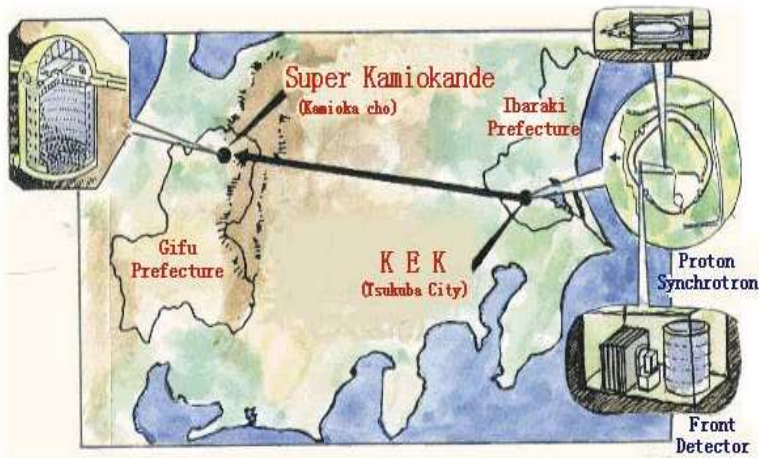 Super Kamiokande
(Kamioka cho)
Ibaraki
Prefecture
Gifu
Prefecture
K E K
(Tsukuba City)
Proton
Synchrotron
Front
Detector